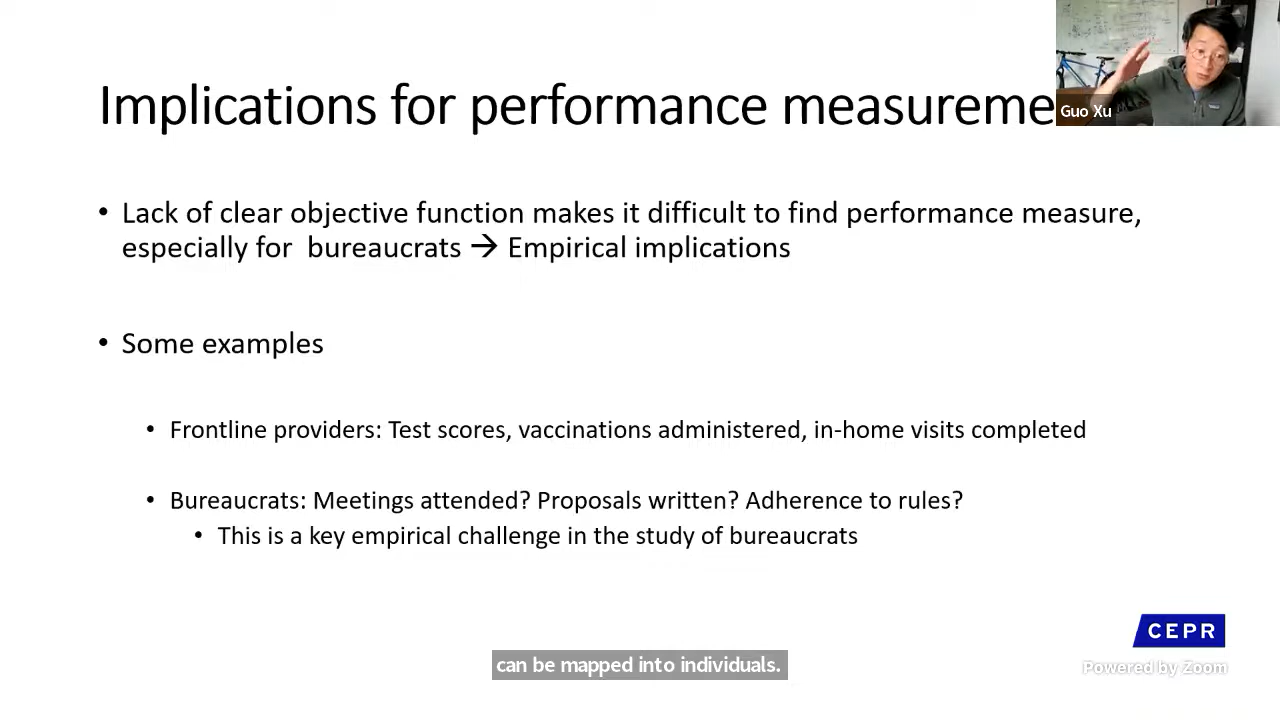 Implications for performance measureme
Guo Xu
• Lack of clear objective function makes it difficult to find performance measure,
especially for bureaucrats → Empirical implications
• Some examples
• Frontline providers: Test scores, vaccinations administered, in-home visits completed
• Bureaucrats: Meetings attended? Proposals written? Adherence to rules?
• This is a key empirical challenge in the study of bureaucrats
CEPR
can be mapped into individuals.
Powered by Zoom